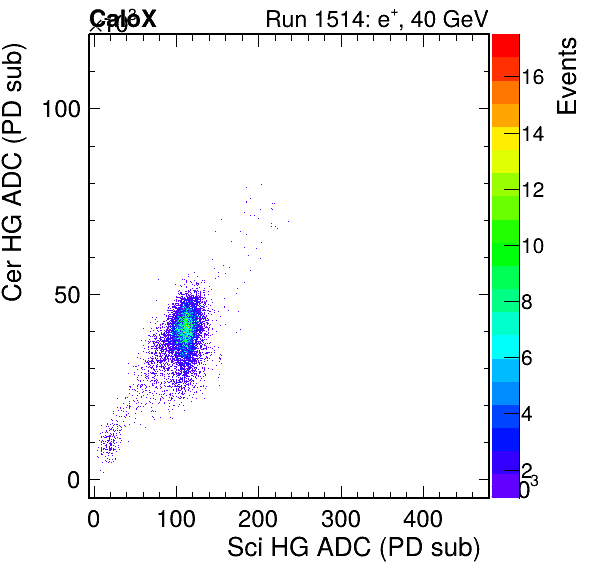 CaloX
×10³
Run 1514: e⁺, 40 GeV
Cer HG ADC (PD sub)
100
50
0
0 100 200 300 400
Sci HG ADC (PD sub)
Events
16
14
12
10
8
6
4
2